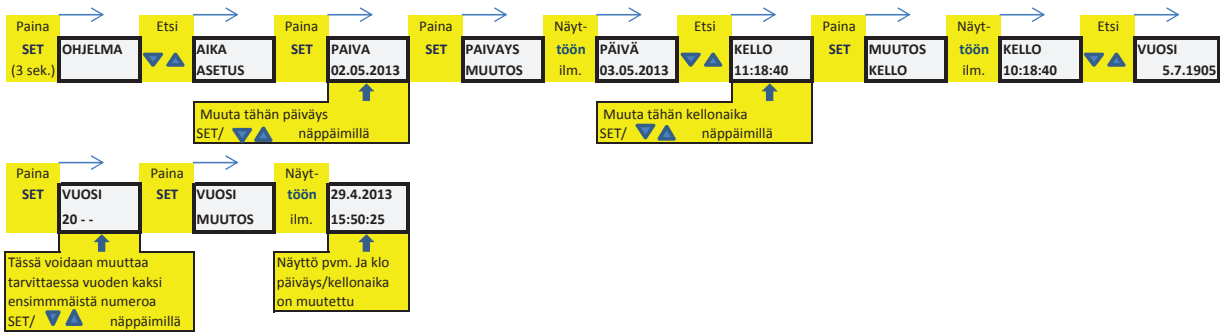 Paina
SET
(3 sek.)
OHJELMA
Etsi
AIKA
ASETUS
Paina
SET
PAIVA
02.05.2013
Paina
SET
PAIVAYS
MUUTOS
Näyt-
töön
ilm.
PÄIVÄ
03.05.2013
Etsi
KELLO
11:18:40
Paina
SET
MUUTOS
KELLO
Näyt-
töön
ilm.
KELLO
10:18:40
Etsi
VUOSI
5.7.1905
Muuta tähän päiväys
SET/ näppäimillä
Muuta tähän kellonaika
SET/ näppäimillä
Paina
SET
VUOSI
20 - -
Paina
SET
VUOSI
MUUTOS
Näyt-
töön
ilm.
29.4.2013
15:50:25
Tässä voidaan muuttaa
tarvittaessa vuoden kaksi
ensimmmäistä numeroa
SET/ näppäimillä
Näyttö pvm. Ja klo
päiväys/kellonaika
on muutettu